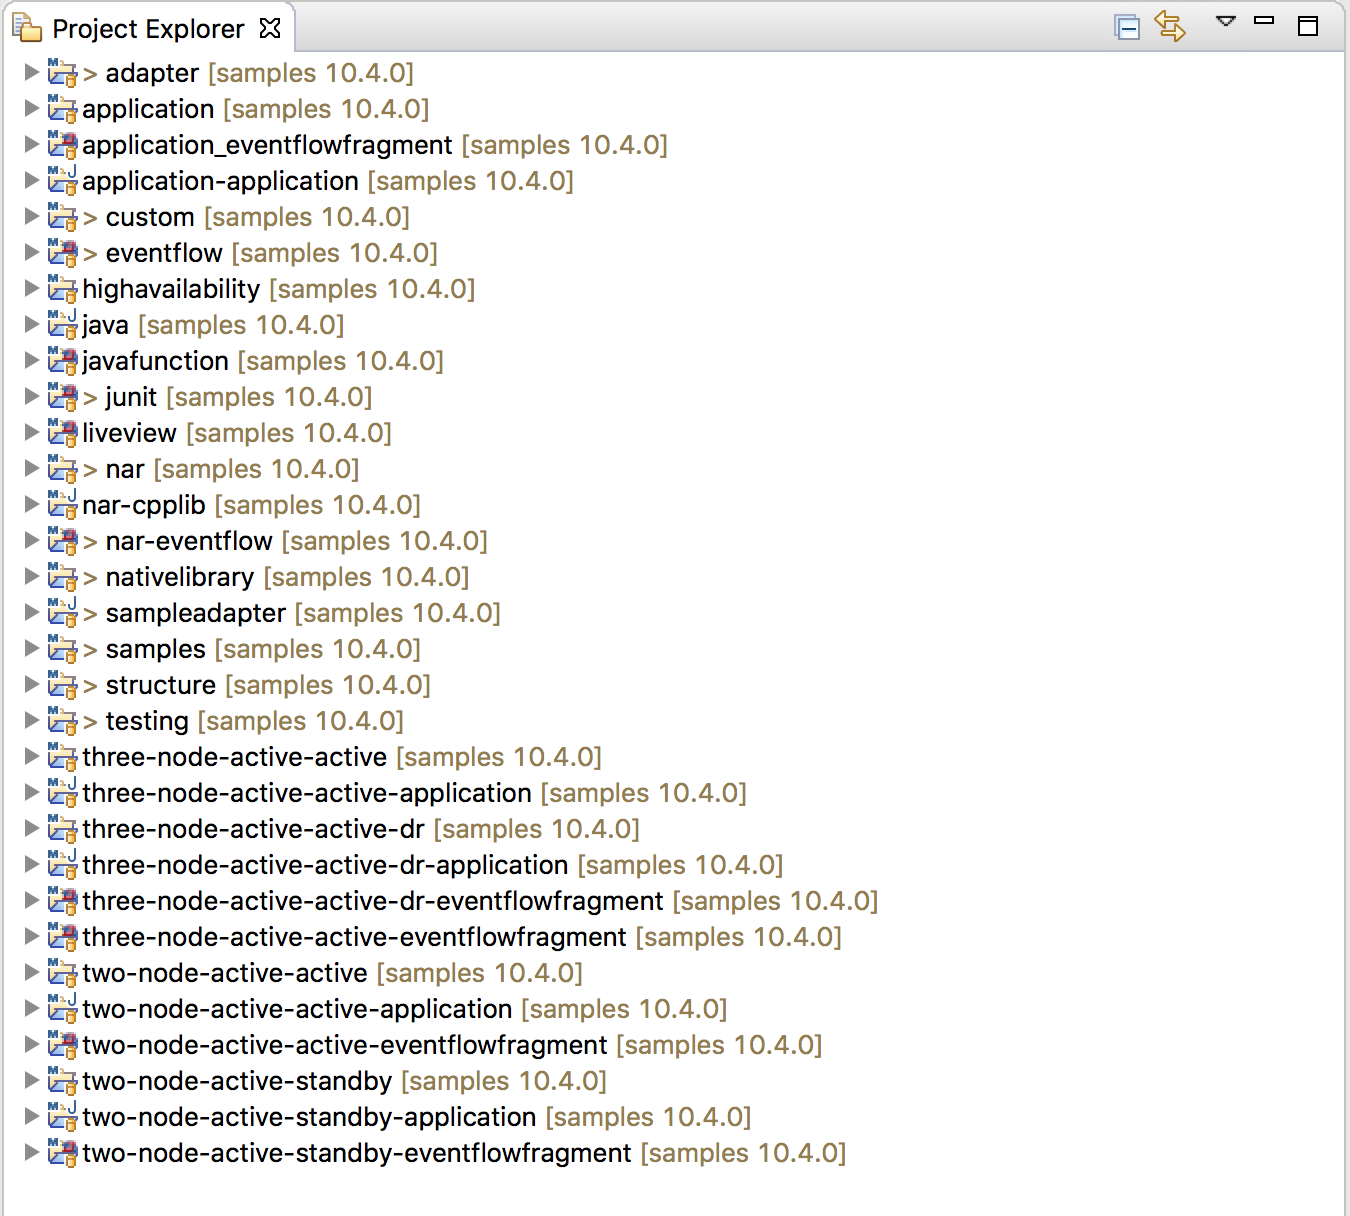 Project Explorer
> adapter [samples 10.4.0]
application [samples 10.4.0]
application_eventflowfragment [samples 10.4.0]
application-application [samples 10.4.0]
> custom [samples 10.4.0]
> eventflow [samples 10.4.0]
highavailability [samples 10.4.0]
java [samples 10.4.0]
javafunction [samples 10.4.0]
> junit [samples 10.4.0]
liveview [samples 10.4.0]
> nar [samples 10.4.0]
nar-cpplib [samples 10.4.0]
> nar-eventflow [samples 10.4.0]
> nativelibrary [samples 10.4.0]
> sampleadapter [samples 10.4.0]
> samples [samples 10.4.0]
> structure [samples 10.4.0]
> testing [samples 10.4.0]
three-node-active-active [samples 10.4.0]
three-node-active-active-application [samples 10.4.0]
three-node-active-active-dr [samples 10.4.0]
three-node-active-active-dr-application [samples 10.4.0]
three-node-active-active-dr-eventflowfragment [samples 10.4.0]
three-node-active-active-eventflowfragment [samples 10.4.0]
two-node-active-active [samples 10.4.0]
two-node-active-active-application [samples 10.4.0]
two-node-active-active-eventflowfragment [samples 10.4.0]
two-node-active-standby [samples 10.4.0]
two-node-active-standby-application [samples 10.4.0]
two-node-active-standby-eventflowfragment [samples 10.4.0]